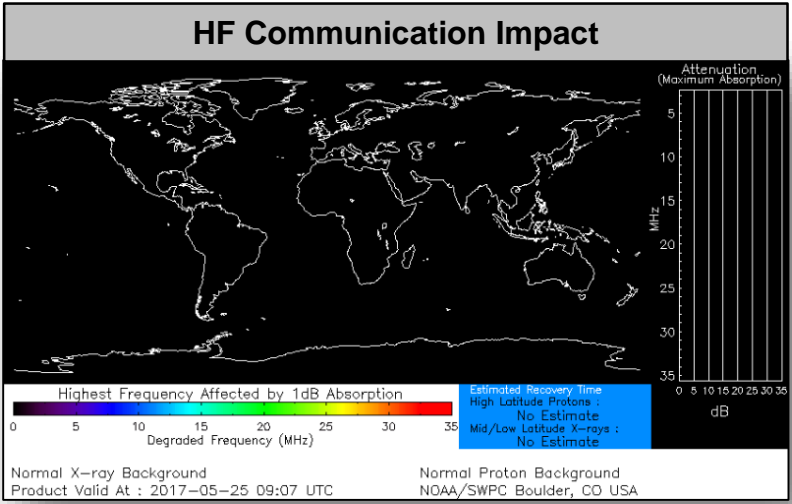 HF Communication Impact
Attenuation
(Maximum Absorption)
5
10
15
20
25
30
35
MHz
0 5 10 15 20 25 30 35
dB
Highest Frequency Affected by 1dB Absorption
0 5 10 15 20 25 30 35
Degraded Frequency (MHz)
Estimated Recovery Time
High Latitude Protons :
No Estimate
Mid/Low Latitude X-rays :
No Estimate
Normal X-ray Background
Normal Proton Background
Product Valid At : 2017-05-25 09:07 UTC
NOAA/SWPC Boulder, CO USA